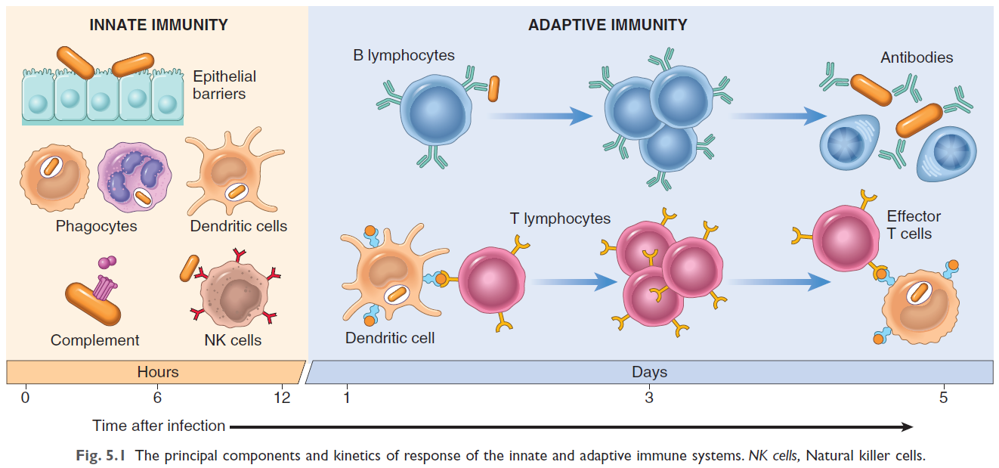 INNATE IMMUNITY
ADAPTIVE IMMUNITY
Epithelial
barriers
B lymphocytes
Antibodies
Phagocytes
Dendritic cells
T lymphocytes
Effector
T cells
Complement
NK cells
Dendritic cell
Hours
Days
0
6
12
1
3
5
Time after infection
Fig. 5.1 The principal components and kinetics of response of the innate and adaptive immune systems. NK cells, Natural killer cells.